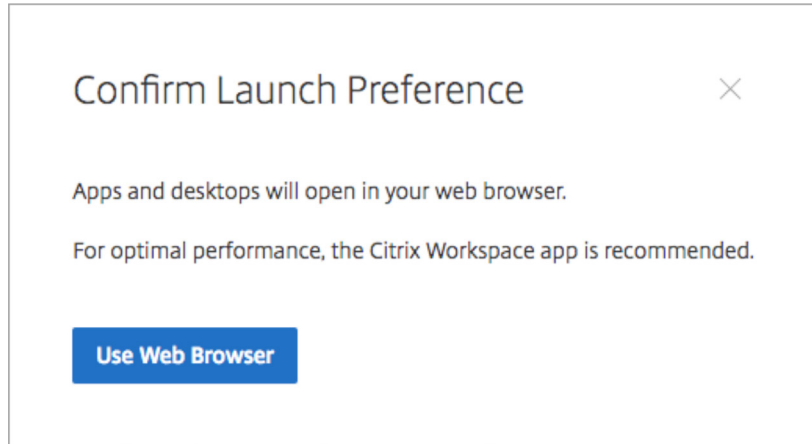 Confirm Launch Preference
Apps and desktops will open in your web browser.
For optimal performance, the Citrix Workspace app is recommended.
Use Web Browser